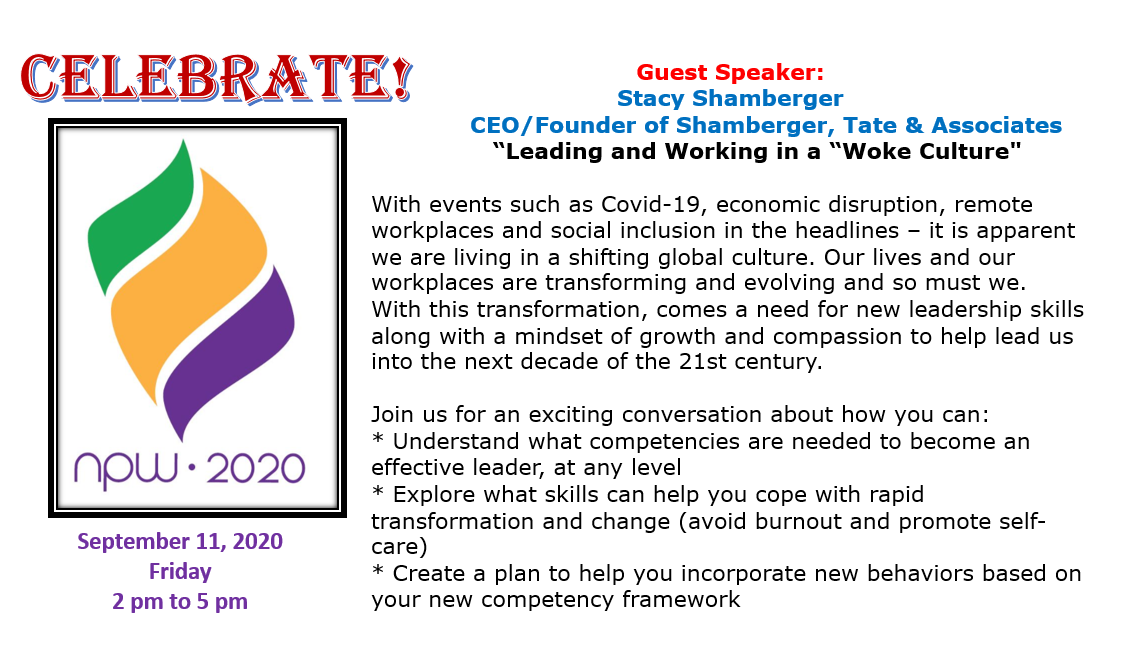 CELEBRATE!
npw • 2020
September 11, 2020
Friday
2 pm to 5 pm
Guest Speaker:
Stacy Shamberger
CEO/Founder of Shamberger, Tate & Associates
“Leading and Working in a “Woke Culture"
With events such as Covid-19, economic disruption, remote
workplaces and social inclusion in the headlines – it is apparent
we are living in a shifting global culture. Our lives and our
workplaces are transforming and evolving and so must we.
With this transformation, comes a need for new leadership skills
along with a mindset of growth and compassion to help lead us
into the next decade of the 21st century.
Join us for an exciting conversation about how you can:
* Understand what competencies are needed to become an
effective leader, at any level
* Explore what skills can help you cope with rapid
transformation and change (avoid burnout and promote self-
care)
* Create a plan to help you incorporate new behaviors based on
your new competency framework